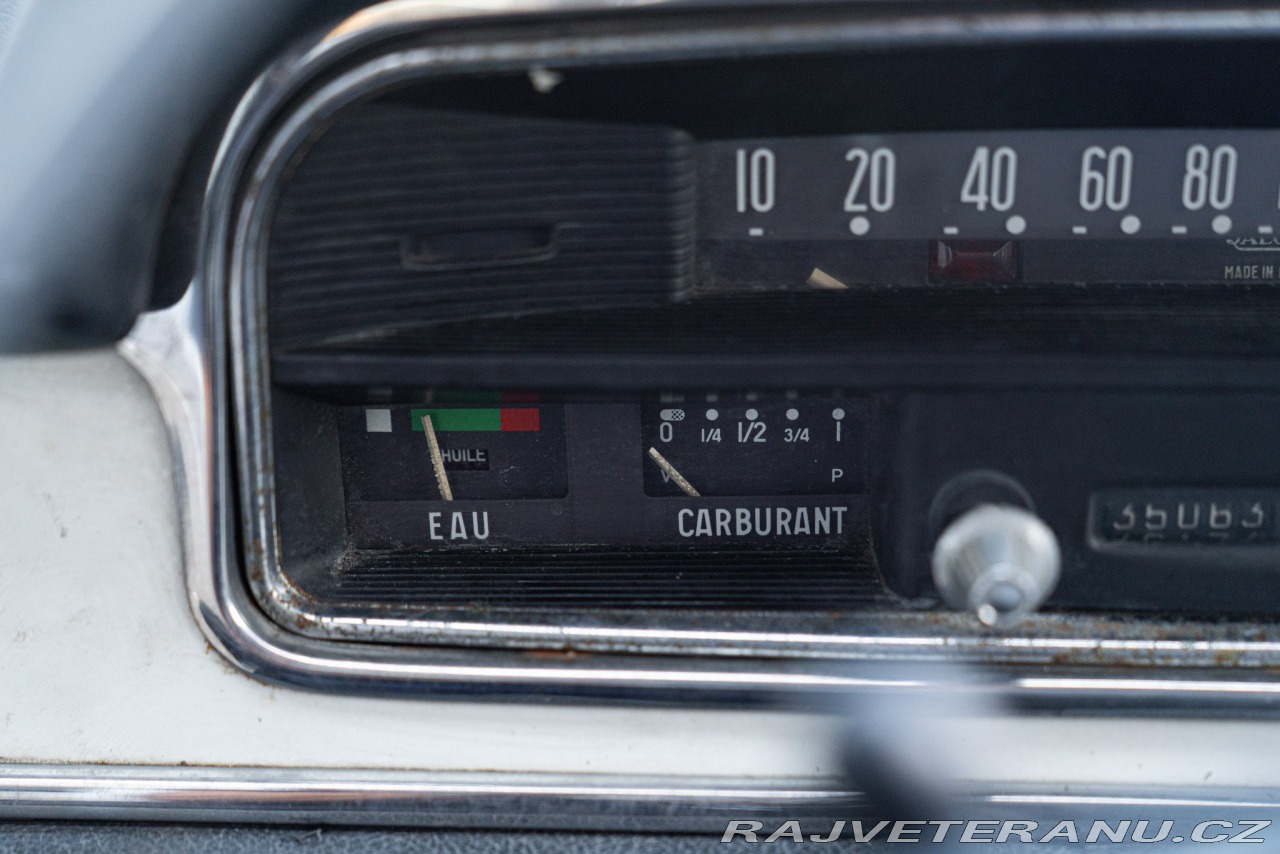 10 20 40 60 80
MADE IN
0 1/4 1/2 3/4 1
HUILE
V P
EAU CARBURANT
35063
RAJVETERANU.CZ